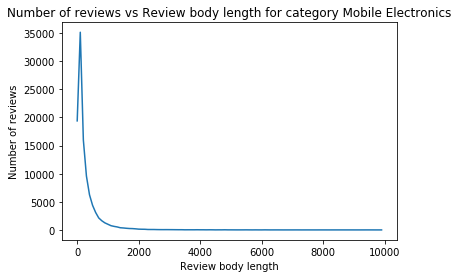 Number of reviews vs Review body length for category Mobile Electronics
35000
30000
25000
20000
15000
10000
5000
0
Number of reviews
0 2000 4000 6000 8000 10000
Review body length